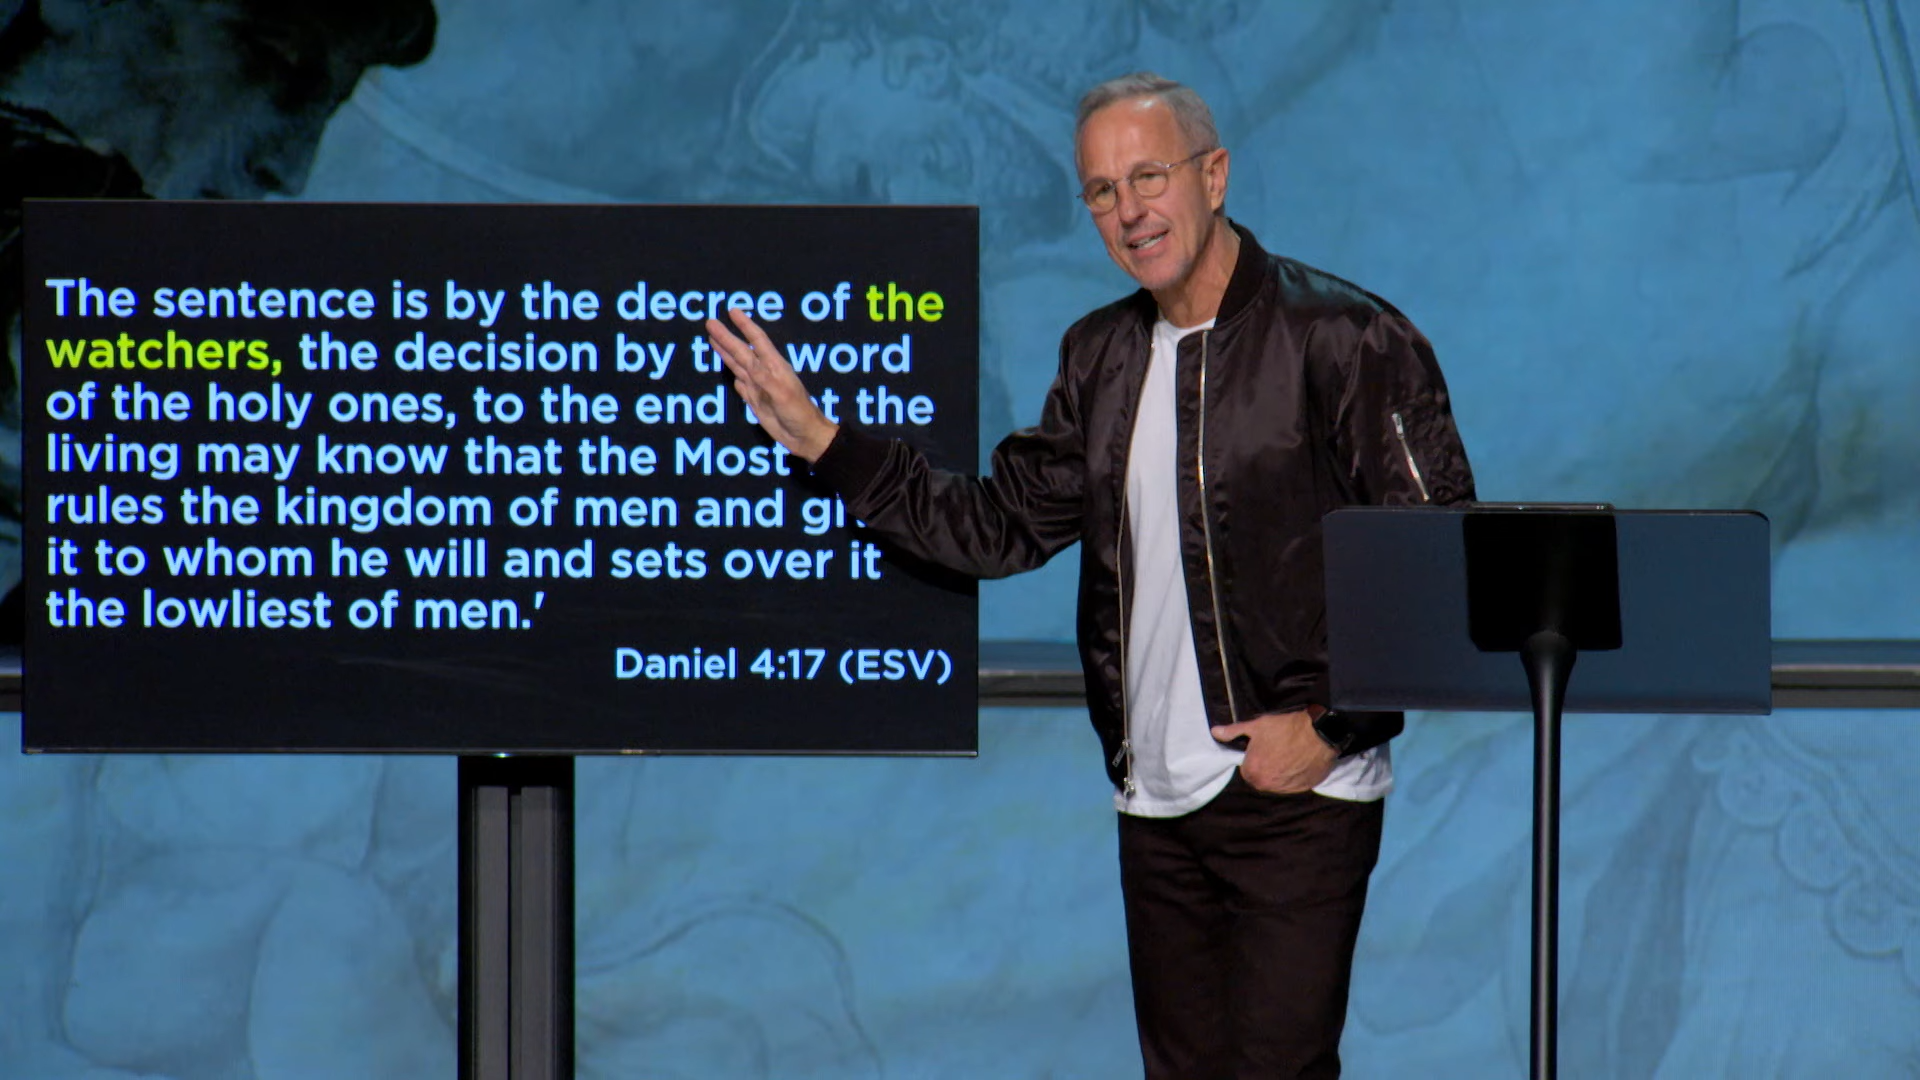 The sentence is by the decree of the
watchers, the decision by word
of the holy ones, to the end the
living may know that the Most
rules the kingdom of men and
it to whom he will and sets over it
the lowliest of men.'
Daniel 4:17 (ESV)